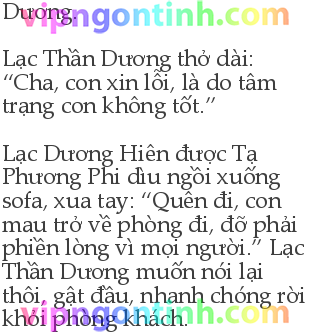 Dương.
vipngontinh.com
Lạc Thần Dương thở dài:
“Cha, con xin lỗi, là do tâm
trạng con không tốt.”
Lạc Dương Hiên được Tạ
Phương Phi dìu ngồi xuống
sofa, xua tay: “Quên đi, con
mau trở về phòng đi, đỡ phải
phiền lòng vì mọi người.” Lạc
Thần Dương muốn nói lại
thôi, gật đầu, nhanh chóng rời
khỏi phòng khách.
vipngontinh.com